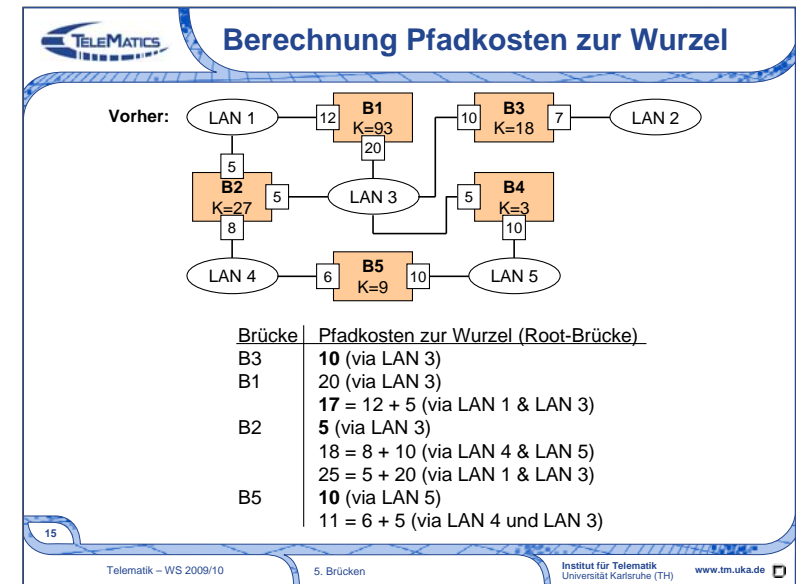 TELEMATICS
Berechnung Pfadkosten zur Wurzel
Vorher:
LAN 1
12
B1
K=93
20
10
B3
K=18
7
LAN 2
5
B2
K=27
5
8
LAN 3
5
B4
K=3
10
LAN 4
6
B5
K=9
10
LAN 5
Brücke Pfadkosten zur Wurzel (Root-Brücke)
B3 10 (via LAN 3)
B1 20 (via LAN 3)
17 = 12 + 5 (via LAN 1 & LAN 3)
B2 5 (via LAN 3)
18 = 8 + 10 (via LAN 4 & LAN 5)
25 = 5 + 20 (via LAN 1 & LAN 3)
B5 10 (via LAN 5)
11 = 6 + 5 (via LAN 4 und LAN 3)
15
Telematik – WS 2009/10
5. Brücken
Institut für Telematik
Universität Karlsruhe (TH)
www.tm.uka.de